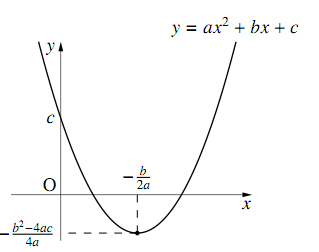 y = ax² + bx + c
y
c
−b/2a
O
x
−b²−4ac/4a